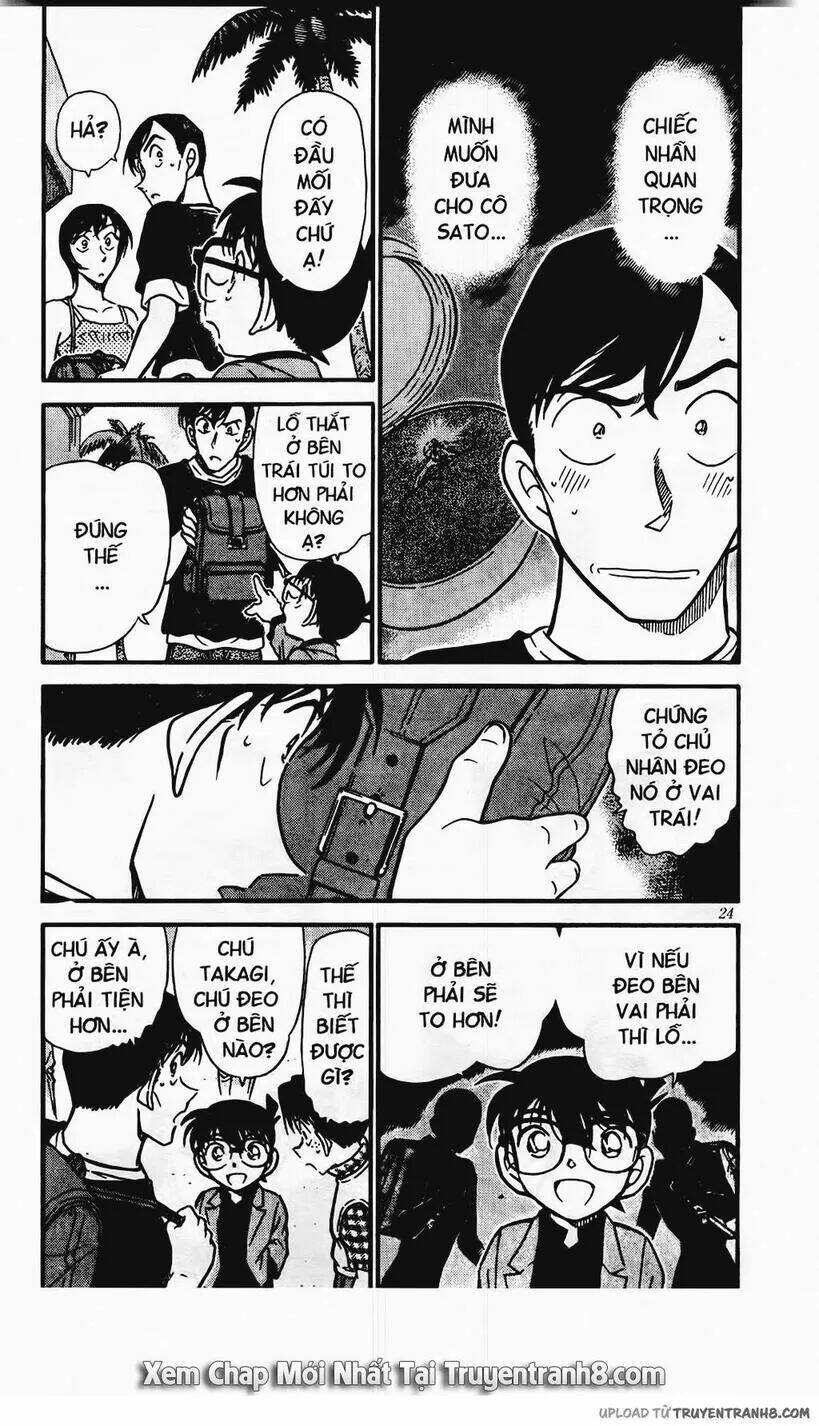 CHIẾC
NHẪN
QUAN
TRỌNG
...
MÌNH
MUỐN
ĐƯA
CHO CÔ
SATO...
CÓ
ĐẦU
MỐI
ĐẤY
CHỨ
Ạ!
HẢ?
LỖ THẮT
Ở BÊN
TRÁI TÚI TO
HƠN PHẢI
KHÔNG
Ạ?
ĐÚNG
THẾ
...
CHỨNG
TỎ CHỦ
NHÂN ĐEO
NÓ Ở VAI
TRÁI!
24
VÌ NẾU
ĐEO BÊN
VAI PHẢI
THÌ LỖ...
Ở BÊN
PHẢI SẼ
TO HƠN!
THẾ
THÌ
BIẾT
ĐƯỢC
GÌ?
CHÚ
TAKAGI,
CHÚ ĐEO
Ở BÊN
NÀO?
CHÚ ẤY À,
Ở BÊN
PHẢI TIỆN
HƠN...
Xem Chap Mới Nhất Tại Truyentranh8.com
UPLOAD TỪ TRUYENTRANH8.COM